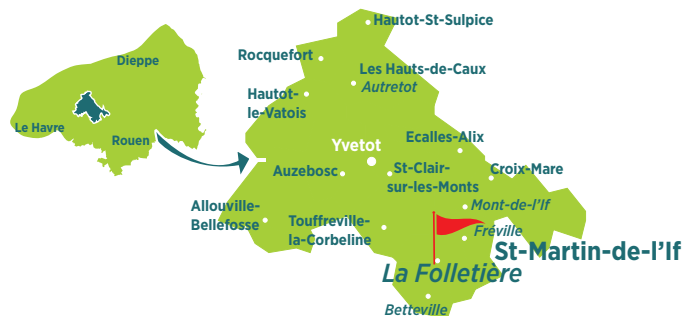 Hautot-St-Sulpice
Dieppe
Rocquefort
Les Hauts-de-Caux
Autretot
Hautot-
le-Vatois
Le Havre
Rouen
Yvetot
Ecalles-Alix
Auzebosc
St-Clair-
sur-les-Monts
Croix-Mare
Allouville-
Bellefosse
Touffreville-
la-Corbeline
Mont-de-l'If
Fréville
St-Martin-de-l'If
La Folletière
Betteville